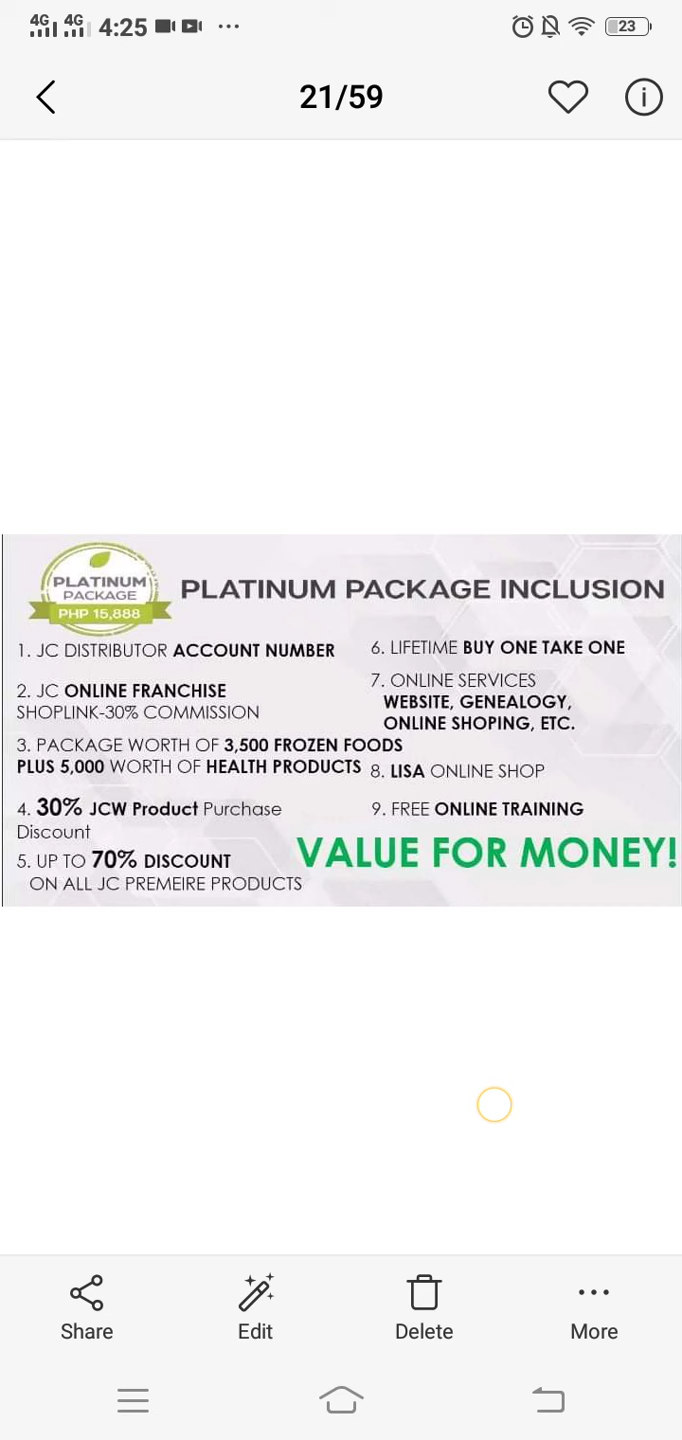 4G 4G 4:25 ... 23
21/59
PLATINUM
PACKAGE
PHP 15,888
PLATINUM PACKAGE INCLUSION
1. JC DISTRIBUTOR ACCOUNT NUMBER
2. JC ONLINE FRANCHISE
SHOPLINK-30% COMMISSION
3. PACKAGE WORTH OF 3,500 FROZEN FOODS
PLUS 5,000 WORTH OF HEALTH PRODUCTS
4. 30% JCW Product Purchase
Discount
5. UP TO 70% DISCOUNT
ON ALL JC PREMEIRE PRODUCTS
6. LIFETIME BUY ONE TAKE ONE
7. ONLINE SERVICES
WEBSITE, GENEALOGY,
ONLINE SHOPING, ETC.
8. LISA ONLINE SHOP
9. FREE ONLINE TRAINING
VALUE FOR MONEY!
Share Edit Delete More